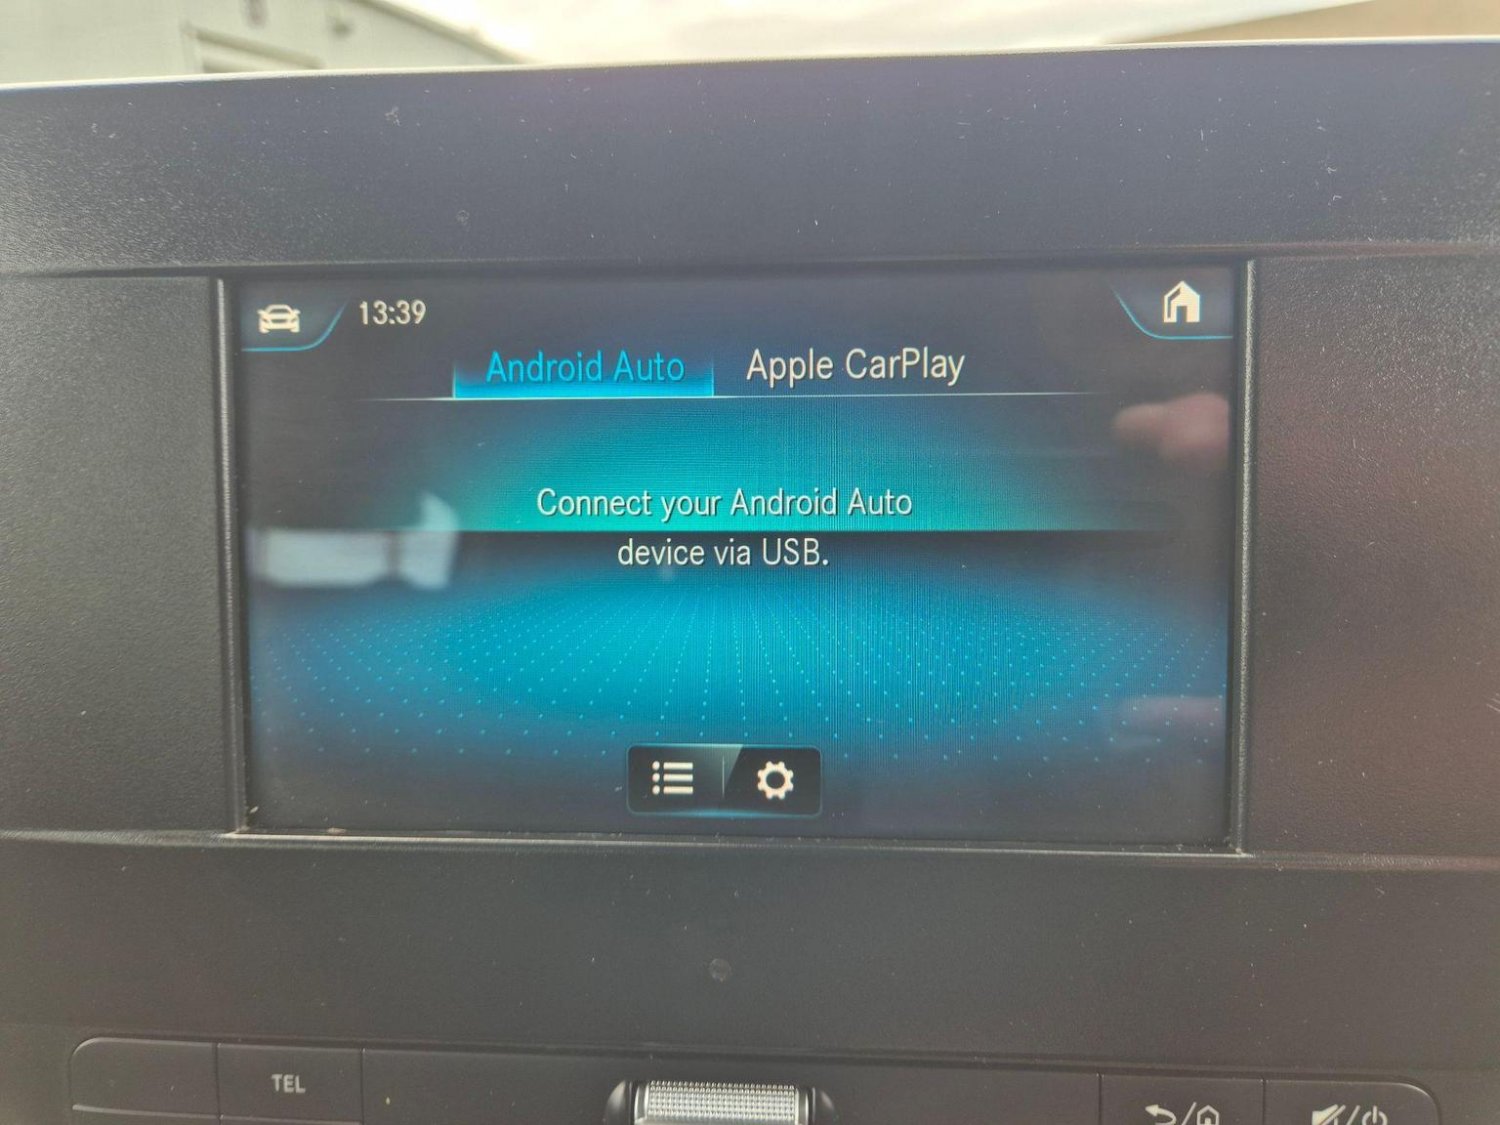 13:39
Android Auto
Apple CarPlay
Connect your Android Auto
device via USB.
TEL